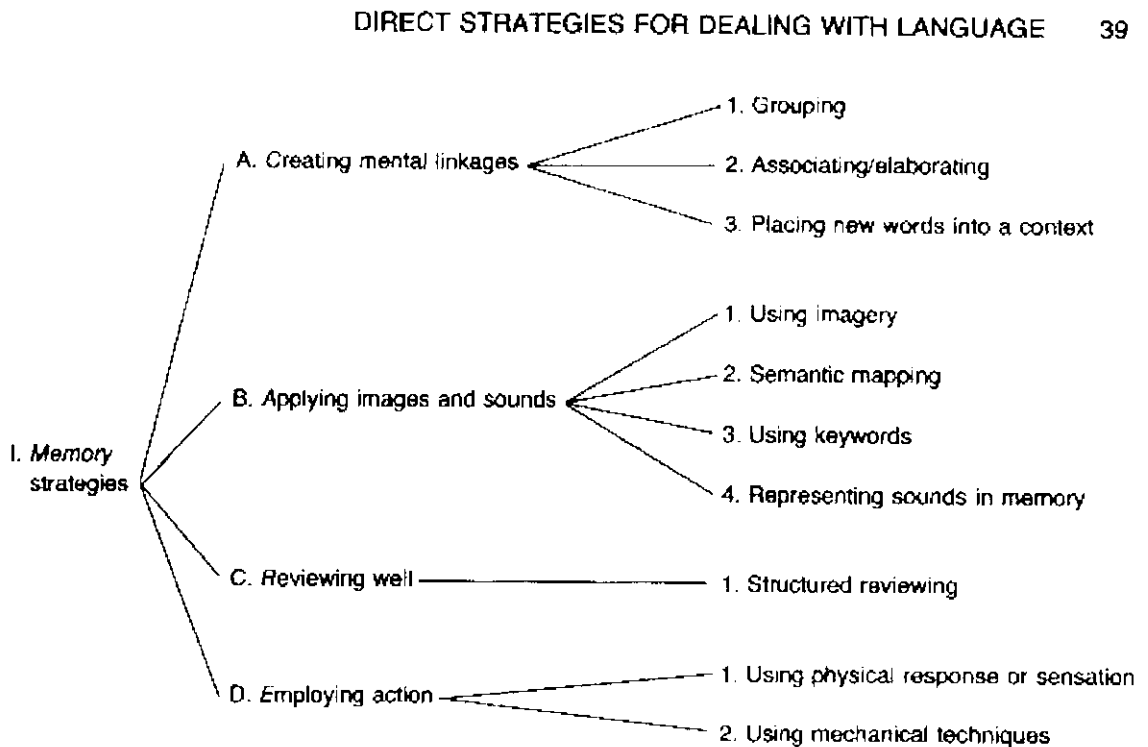 DIRECT STRATEGIES FOR DEALING WITH LANGUAGE 39
1. Grouping
A. Creating mental linkages
2. Associating/elaborating
3. Placing new words into a context
1. Using imagery
2. Semantic mapping
B. Applying images and sounds
3. Using keywords
I. Memory
strategies
4. Representing sounds in memory
C. Reviewing well
1. Structured reviewing
1. Using physical response or sensation
D. Employing action
2. Using mechanical techniques